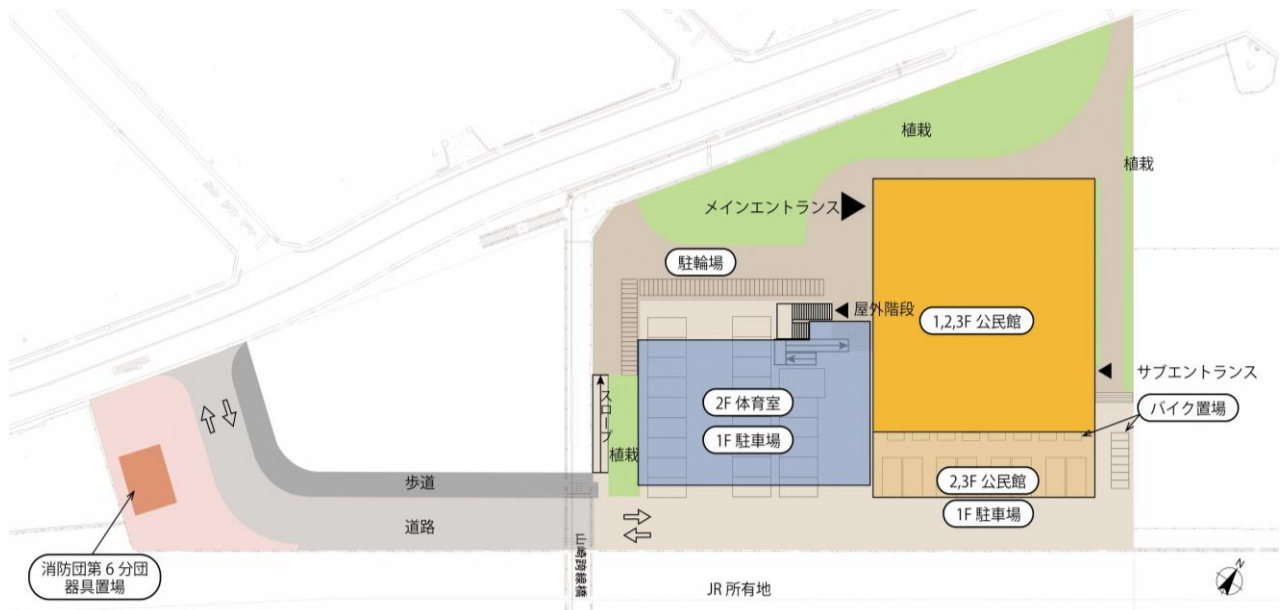 植栽
植栽
メインエントランス
駐輪場
屋外階段
1,2,3F 公民館
サブエントランス
バイク置場
スロープ
2F 体育室
1F 駐車場
植栽
2,3F 公民館
1F 駐車場
歩道
道路
消防団第6分団
器具置場
山崎跨線橋
JR 所有地
N